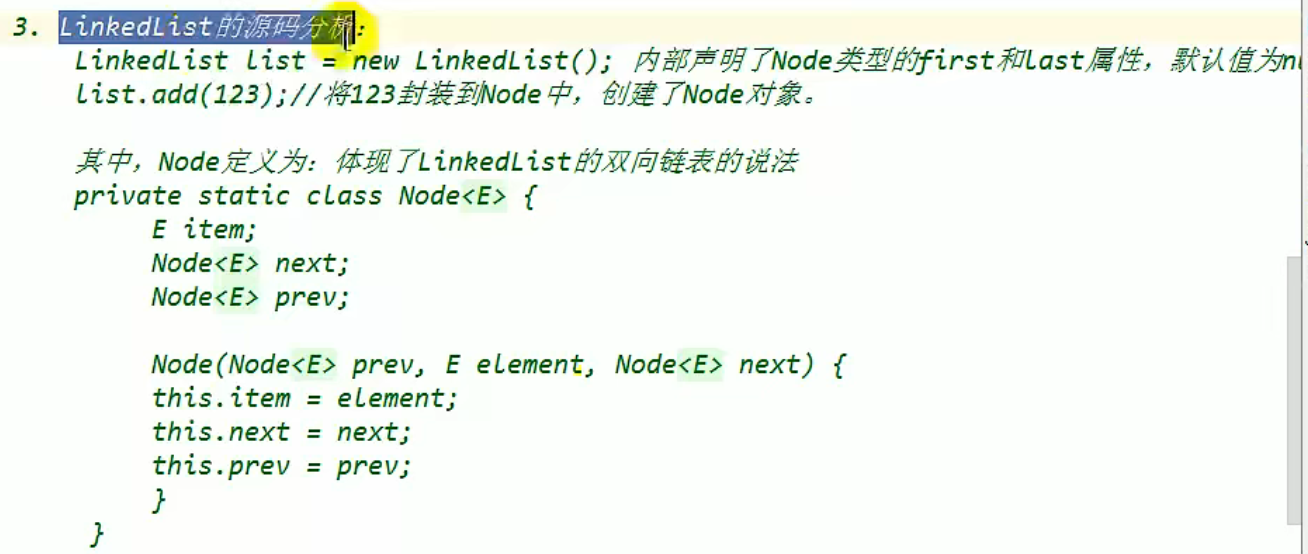 3. LinkedList的源码分析:
LinkedList list = new LinkedList(); 内部声明了Node类型的first和last属性，默认值为nu
list.add(123);//将123封装到Node中，创建了Node对象。
其中，Node定义为：体现了LinkedList的双向链表的说法
private static class Node<E> {
E item;
Node<E> next;
Node<E> prev;
Node(Node<E> prev, E element, Node<E> next) {
this.item = element;
this.next = next;
this.prev = prev;
}
}